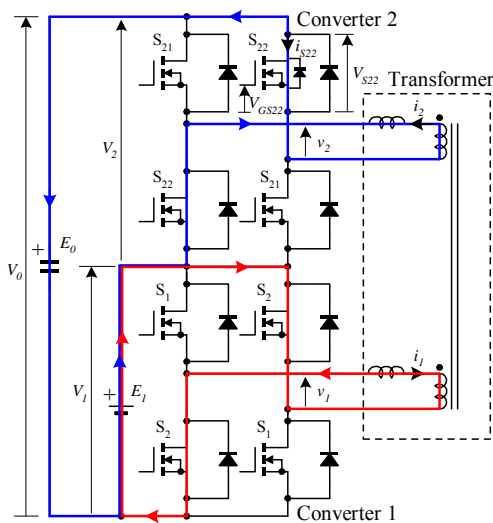 Converter 2
S21
S22
iS22
VS22
Transformer
VGS22
i2
V2
v2
S22
S21
+ E0
V0
S1
S2
i1
V1
+ E1
v1
S2
S1
Converter 1